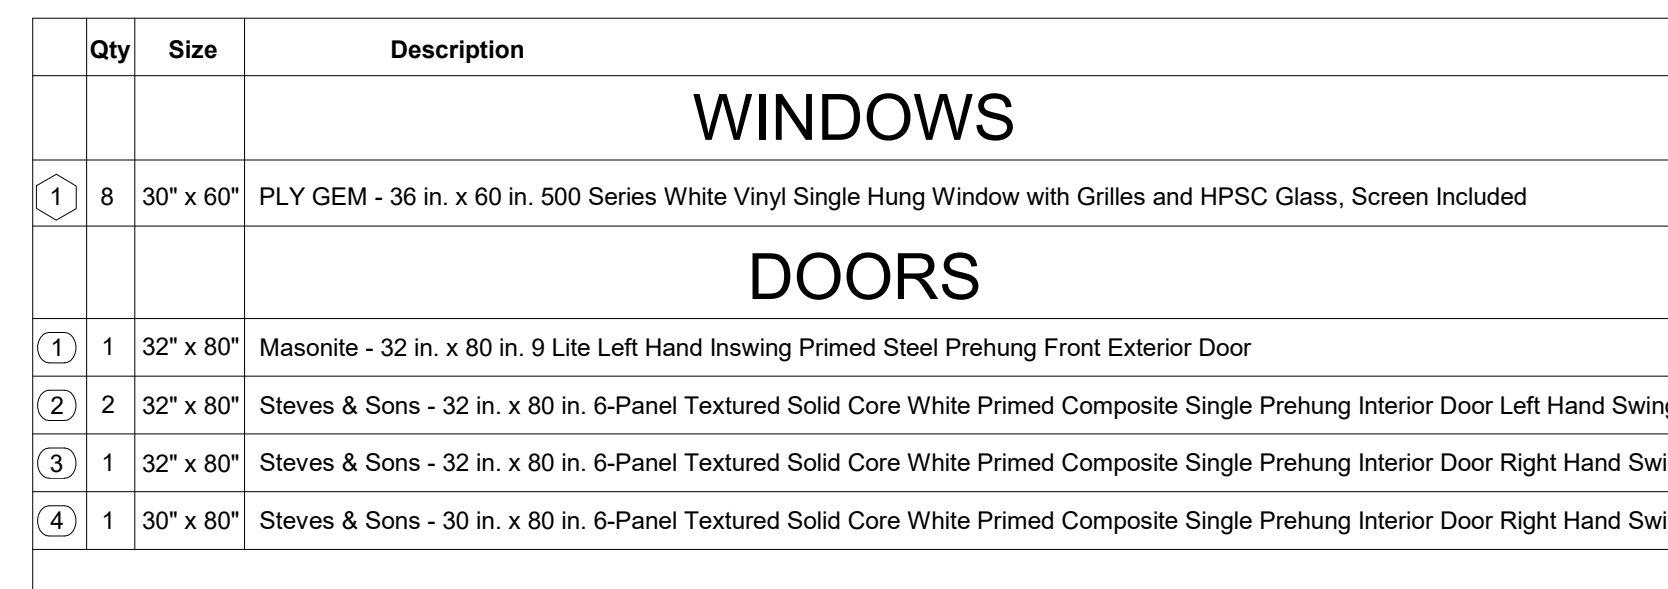 Qty Size Description
WINDOWS
1 8 30" x 60" PLY GEM - 36 in. x 60 in. 500 Series White Vinyl Single Hung Window with Grilles and HPSC Glass, Screen Included
DOORS
1 1 32" x 80" Masonite - 32 in. x 80 in. 9 Lite Left Hand Inswing Primed Steel Prehung Front Exterior Door
2 2 32" x 80" Steves & Sons - 32 in. x 80 in. 6-Panel Textured Solid Core White Primed Composite Single Prehung Interior Door Left Hand Swing
3 1 32" x 80" Steves & Sons - 32 in. x 80 in. 6-Panel Textured Solid Core White Primed Composite Single Prehung Interior Door Right Hand Swi
4 1 30" x 80" Steves & Sons - 30 in. x 80 in. 6-Panel Textured Solid Core White Primed Composite Single Prehung Interior Door Right Hand Swi